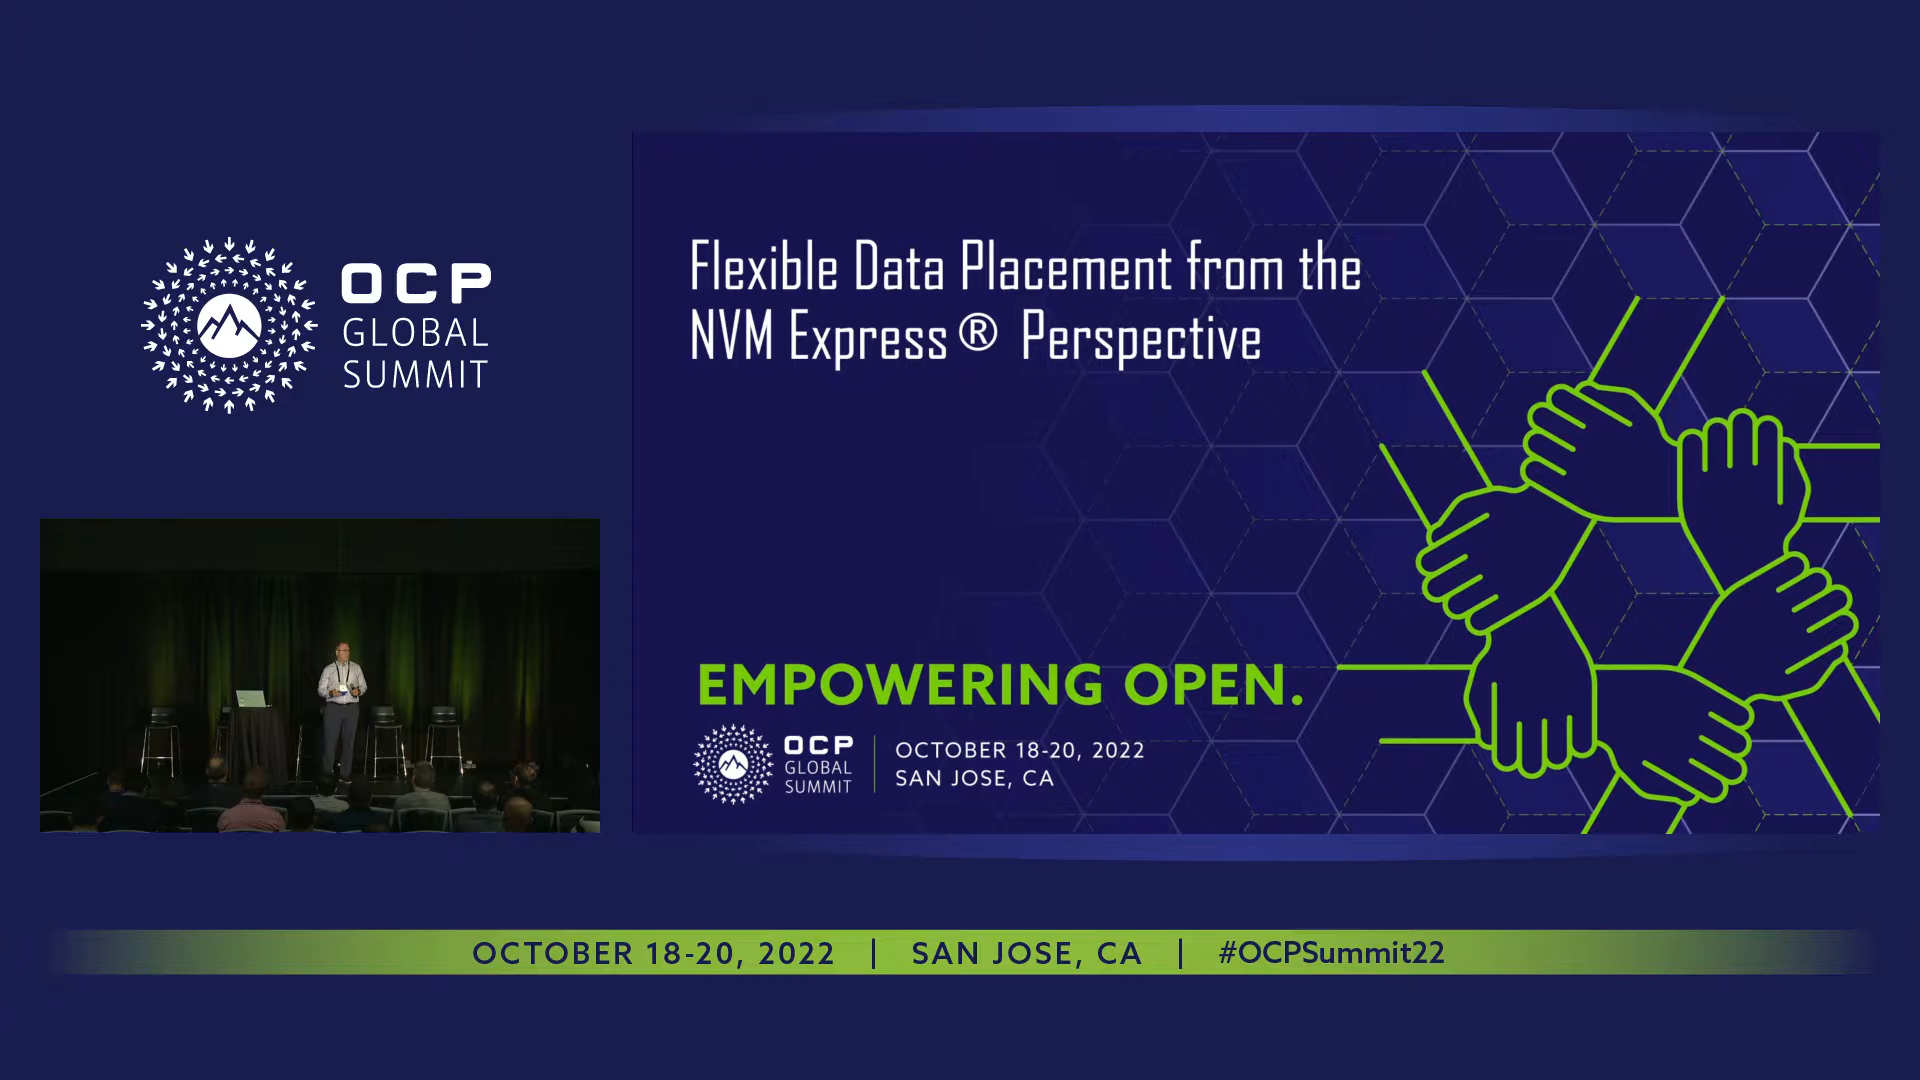 OCP
GLOBAL
SUMMIT
Flexible Data Placement from the
NVM Express ® Perspective
EMPOWERING OPEN.
OCP
GLOBAL
SUMMIT
OCTOBER 18-20, 2022
SAN JOSE, CA
OCTOBER 18-20, 2022 | SAN JOSE, CA | #OCPSummit22